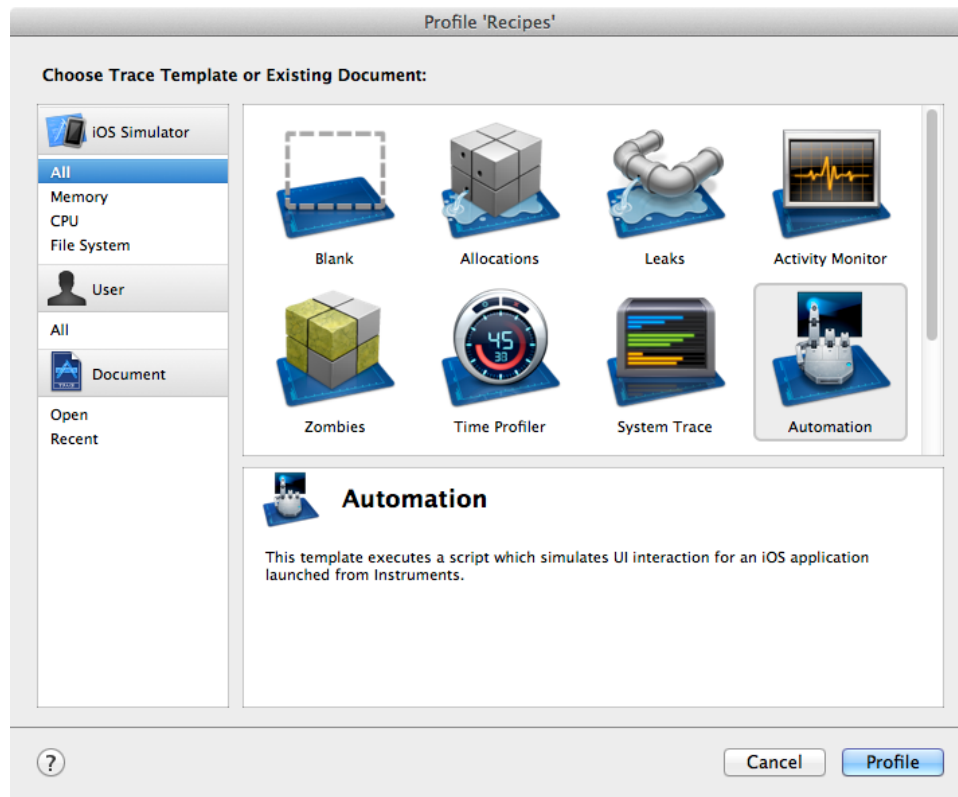 Profile 'Recipes'
Choose Trace Template or Existing Document:
iOS Simulator
All
Memory
CPU
File System
User
All
Document
Open
Recent
Blank
Allocations
Leaks
Activity Monitor
Zombies
45
33
Time Profiler
System Trace
Automation
Automation
This template executes a script which simulates UI interaction for an iOS application
launched from Instruments.
?
Cancel
Profile